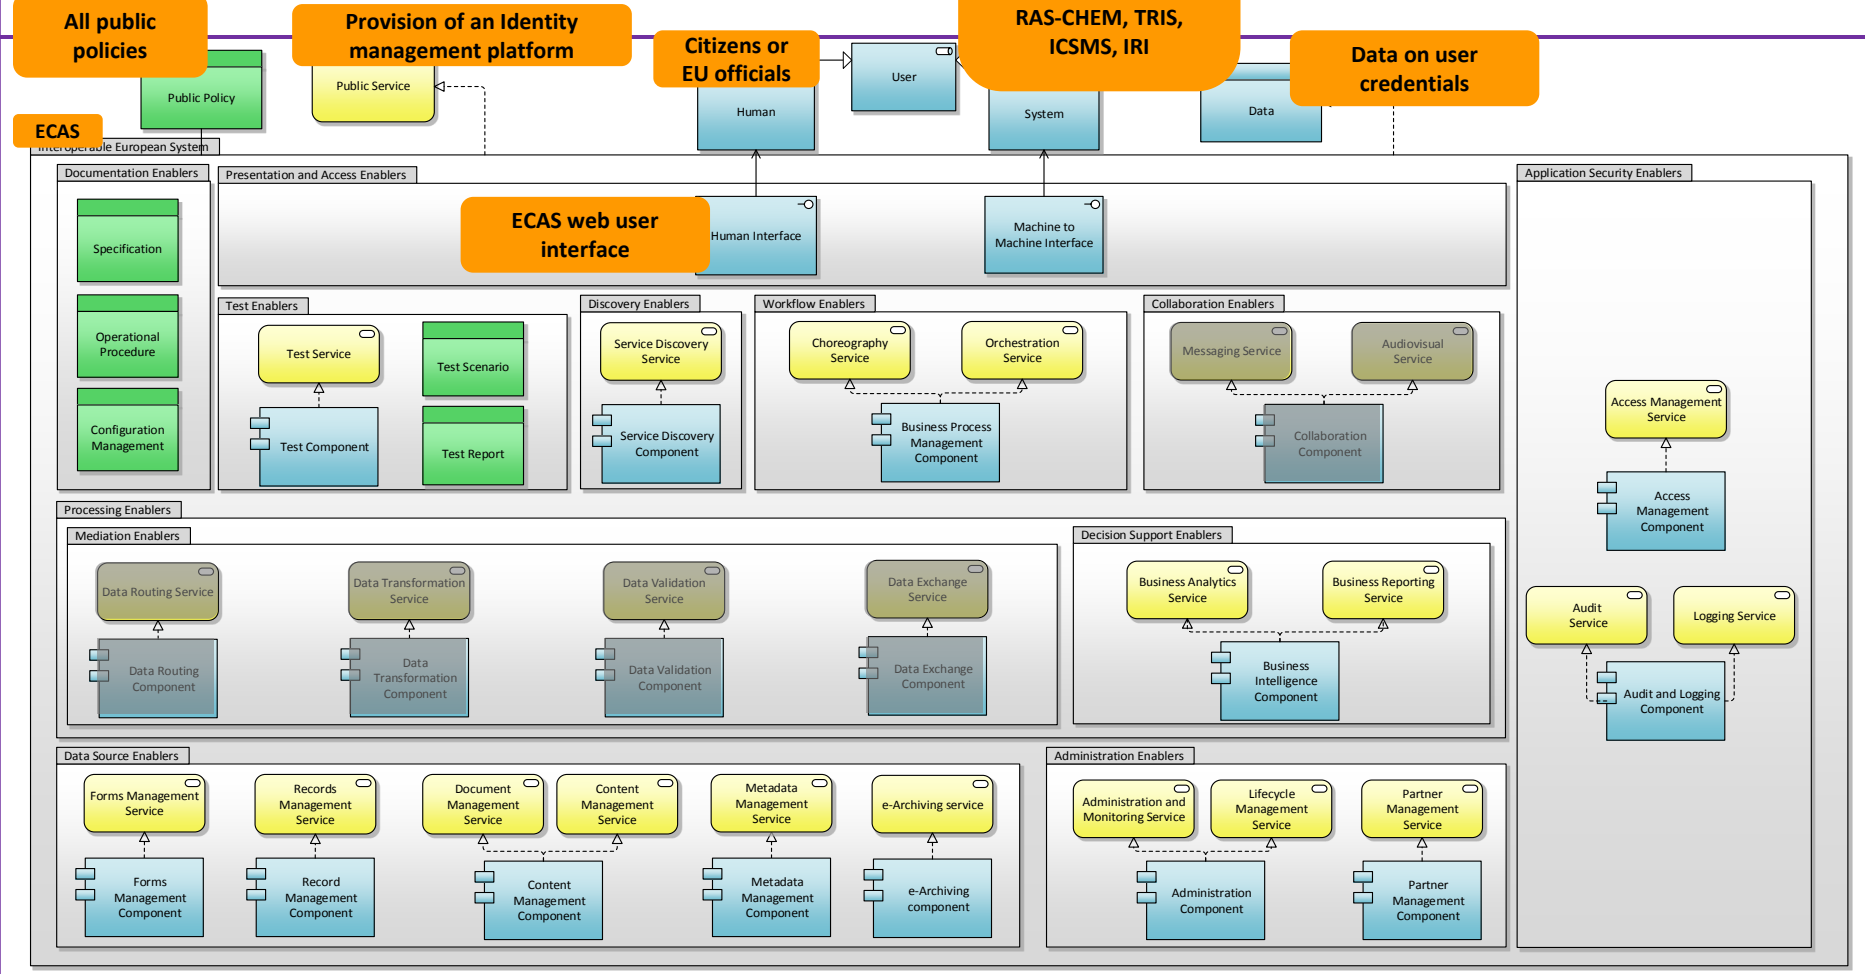 All public
policies
Provision of an Identity
management platform
Citizens or
EU officials
RAS-CHEM, TRIS,
ICSMS, IRI
Data on user
credentials
Public Policy
Public Service
Human
User
System
Data
ECAS
Interoperable European System
Documentation Enablers
Specification
Operational
Procedure
Configuration
Management
Presentation and Access Enablers
ECAS web user
interface
Human Interface
Machine to
Machine Interface
Test Enablers
Test Service
Test Component
Test Scenario
Test Report
Discovery Enablers
Service Discovery
Service
Service Discovery
Component
Workflow Enablers
Choreography
Service
Orchestration
Service
Business Process
Management
Component
Collaboration Enablers
Messaging Service
Audiovisual
Service
Collaboration
Component
Application Security Enablers
Access Management
Service
Access
Management
Component
Audit
Service
Logging Service
Audit and Logging
Component
Processing Enablers
Mediation Enablers
Data Routing Service
Data Routing
Component
Data Transformation
Service
Data
Transformation
Component
Data Validation
Service
Data Validation
Component
Data Exchange
Service
Data Exchange
Component
Decision Support Enablers
Business Analytics
Service
Business Reporting
Service
Business
Intelligence
Component
Data Source Enablers
Forms Management
Service
Forms
Management
Component
Records
Management
Service
Record
Management
Component
Document
Management
Service
Content
Management
Service
Content
Management
Component
Metadata
Management
Service
Metadata
Management
Component
e-Archiving service
e-Archiving
component
Administration Enablers
Administration and
Monitoring Service
Lifecycle
Management
Service
Administration
Component
Partner
Management
Service
Partner
Management
Component